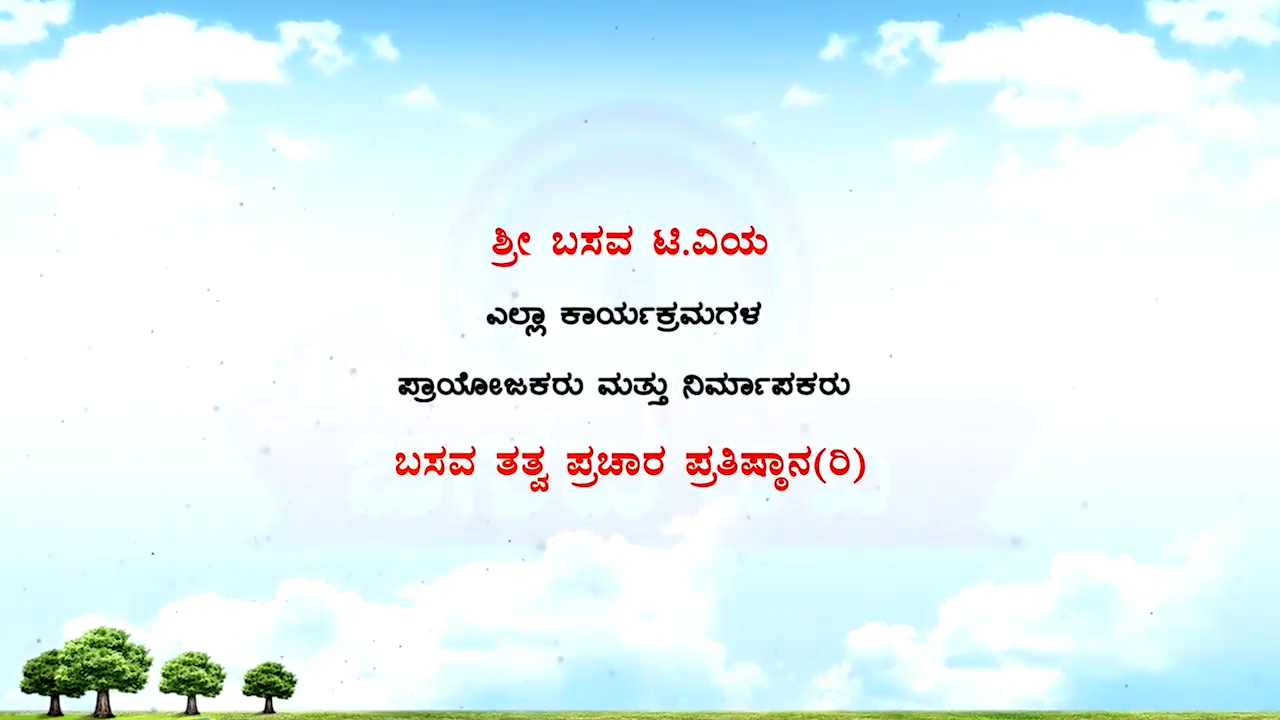 ಶ್ರೀ ಬಸವ ಟಿ.ವಿಯ
ಎಲ್ಲಾ ಕಾರ್ಯಕ್ರಮಗಳ
ಪ್ರಾಯೋಜಕರು ಮತ್ತು ನಿರ್ಮಾಪಕರು
ಬಸವ ತತ್ವ ಪ್ರಚಾರ ಪ್ರತಿಷ್ಠಾನ(ರಿ)